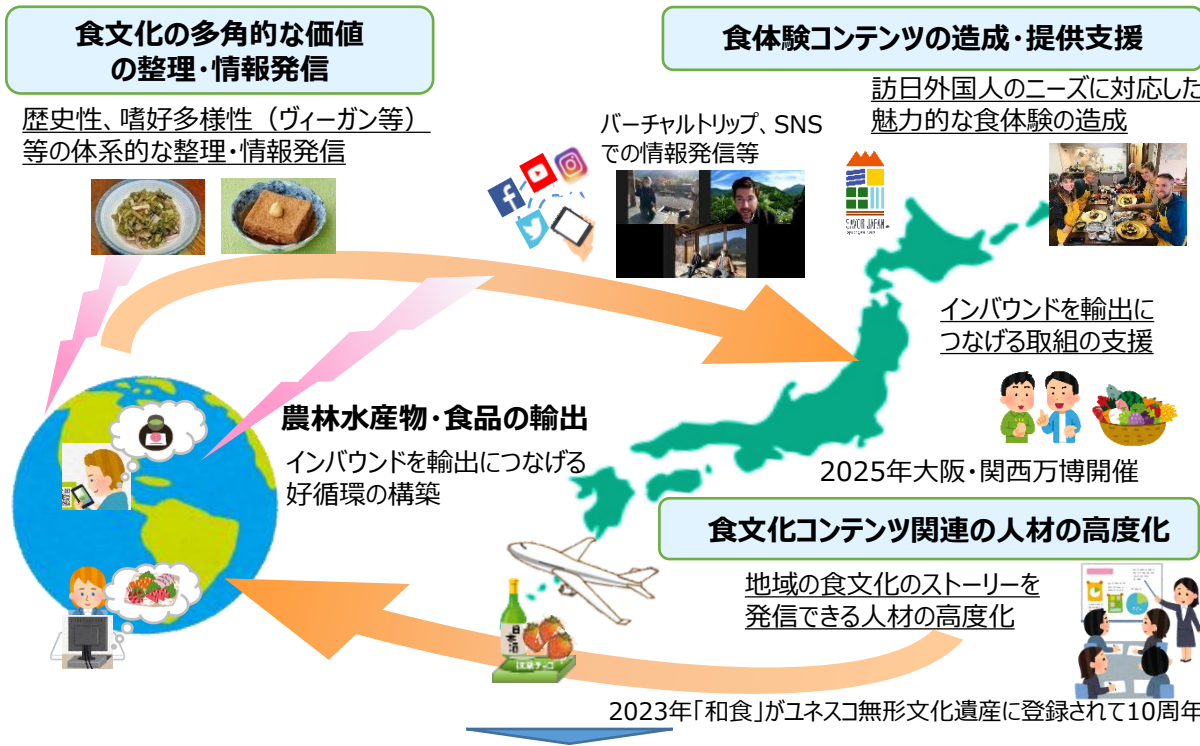 食文化の多角的な価値
の整理・情報発信
歴史性、嗜好多様性（ヴィーガン等）
等の体系的な整理・情報発信
食体験コンテンツの造成・提供支援
訪日外国人のニーズに対応した
魅力的な食体験の造成
バーチャルトリップ、SNS
での情報発信等
SAVOR JAPAN
インバウンドを輸出に
つなげる取組の支援
農林水産物・食品の輸出
インバウンドを輸出につなげる
好循環の構築
2025年大阪・関西万博開催
食文化コンテンツ関連の人材の高度化
地域の食文化のストーリーを
発信できる人材の高度化
日本酒
2023年「和食」がユネスコ無形文化遺産に登録されて10周年